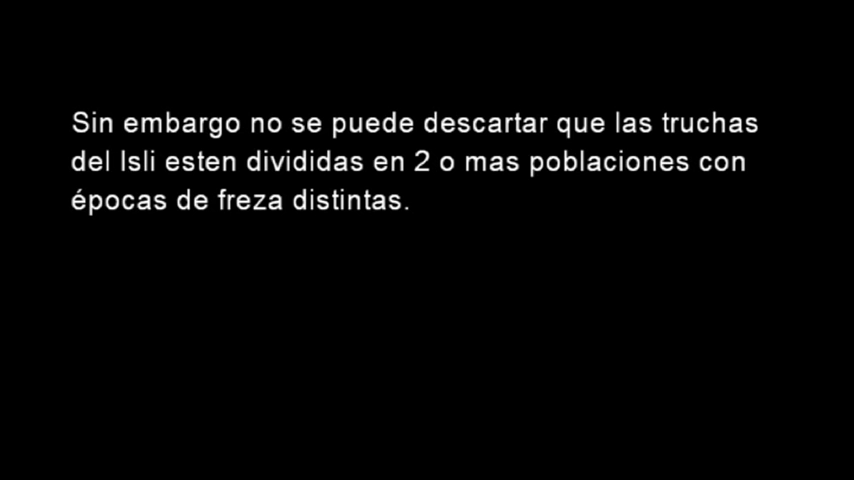 Sin embargo no se puede descartar que las truchas
del Isli esten divididas en 2 o mas poblaciones con
épocas de freza distintas.